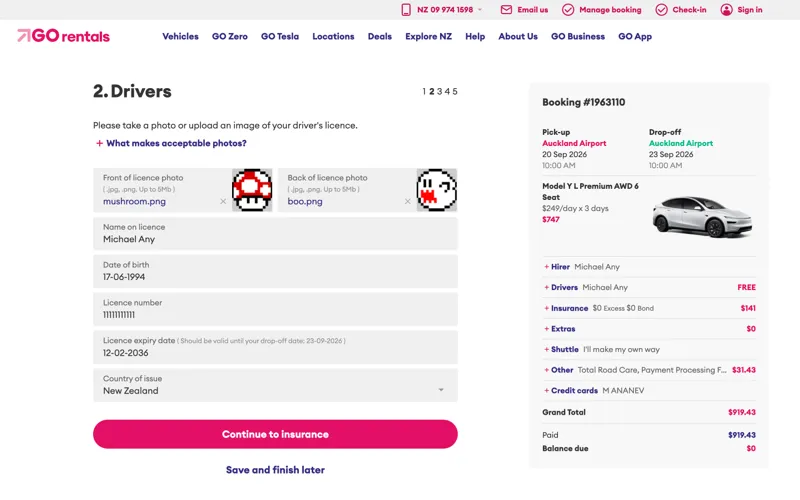 NZ 09 974 1598
Email us
Manage booking
Check-in
Sign in
GO rentals
Vehicles
GO Zero
GO Tesla
Locations
Deals
Explore NZ
Help
About Us
GO Business
GO App
2. Drivers
1 2 3 4 5
Please take a photo or upload an image of your driver's licence.
+ What makes acceptable photos?
Front of licence photo
( .jpg, .png. Up to 5Mb )
mushroom.png ×
Back of licence photo
( .jpg, .png. Up to 5Mb )
boo.png ×
Name on licence
Michael Any
Date of birth
17-06-1994
Licence number
11111111111
Licence expiry date ( Should be valid until your drop-off date: 23-09-2026 )
12-02-2036
Country of issue
New Zealand
Continue to insurance
Save and finish later
Booking #1963110
Pick-up
Auckland Airport
20 Sep 2026
10:00 AM
Drop-off
Auckland Airport
23 Sep 2026
10:00 AM
Model Y L Premium AWD 6
Seat
$249/day x 3 days
$747
+ Hirer Michael Any
+ Drivers Michael Any FREE
+ Insurance $0 Excess $0 Bond $141
+ Extras $0
+ Shuttle I'll make my own way
+ Other Total Road Care, Payment Processing F... $31.43
+ Credit cards M ANANEV
Grand Total $919.43
Paid $919.43
Balance due $0